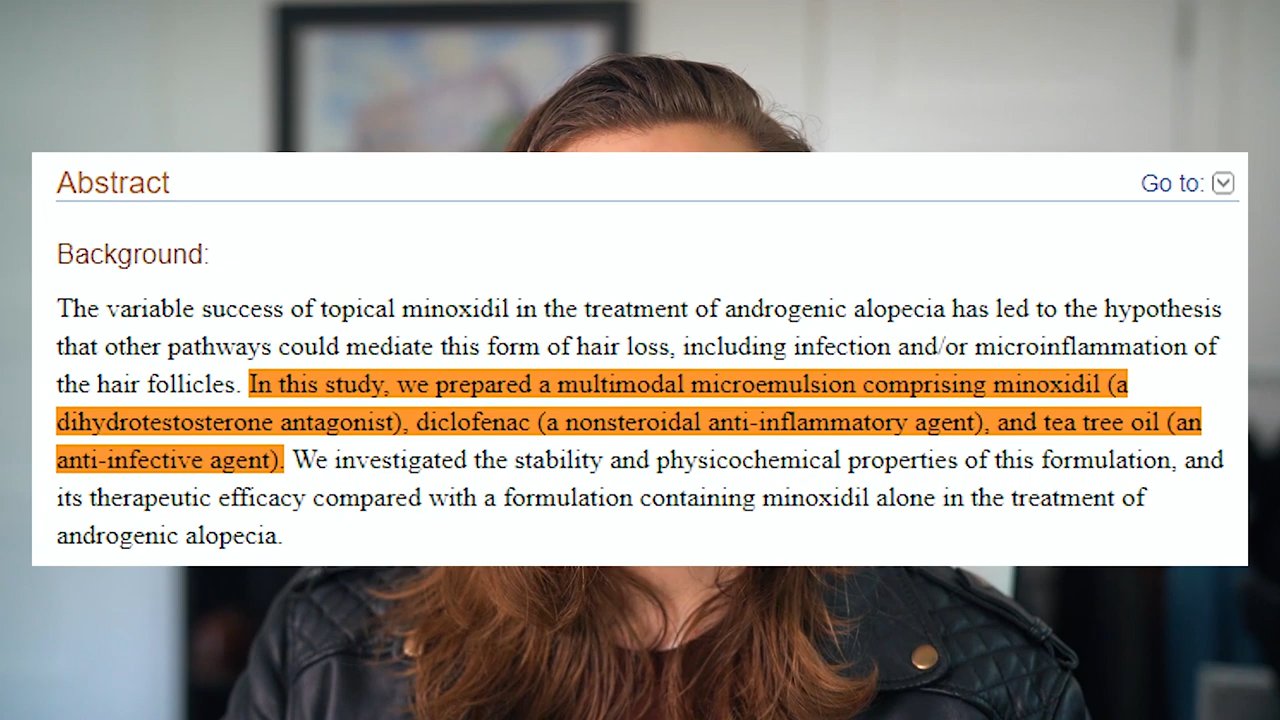 Abstract
Go to:
Background:
The variable success of topical minoxidil in the treatment of androgenic alopecia has led to the hypothesis
that other pathways could mediate this form of hair loss, including infection and/or microinflammation of
the hair follicles. In this study, we prepared a multimodal microemulsion comprising minoxidil (a
dihydrotestosterone antagonist), diclofenac (a nonsteroidal anti-inflammatory agent), and tea tree oil (an
anti-infective agent). We investigated the stability and physicochemical properties of this formulation, and
its therapeutic efficacy compared with a formulation containing minoxidil alone in the treatment of
androgenic alopecia.